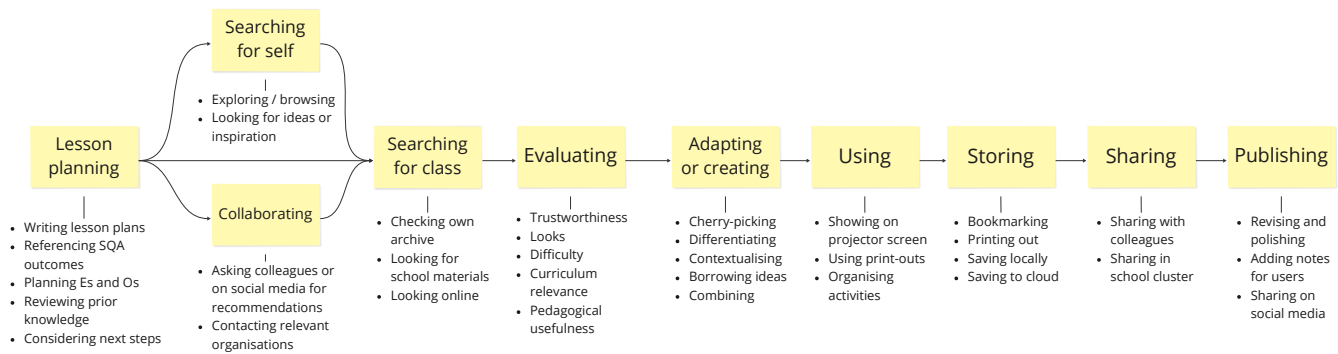 Searching
for self
• Exploring / browsing
• Looking for ideas or
inspiration
Lesson
planning
• Writing lesson plans
• Referencing SQA
outcomes
• Planning Es and Os
• Reviewing prior
knowledge
• Considering next steps
Collaborating
• Asking colleagues or
on social media for
recommendations
• Contacting relevant
organisations
Searching
for class
• Checking own
archive
• Looking for
school materials
• Looking online
Evaluating
• Trustworthiness
• Looks
• Difficulty
• Curriculum
relevance
• Pedagogical
usefulness
Adapting
or creating
• Cherry-picking
• Differentiating
• Contextualising
• Borrowing ideas
• Combining
Using
• Showing on
projector screen
• Using print-outs
• Organising
activities
Storing
• Bookmarking
• Printing out
• Saving locally
• Saving to cloud
Sharing
• Sharing with
colleagues
• Sharing in
school cluster
Publishing
• Revising and
polishing
• Adding notes
for users
• Sharing on
social media